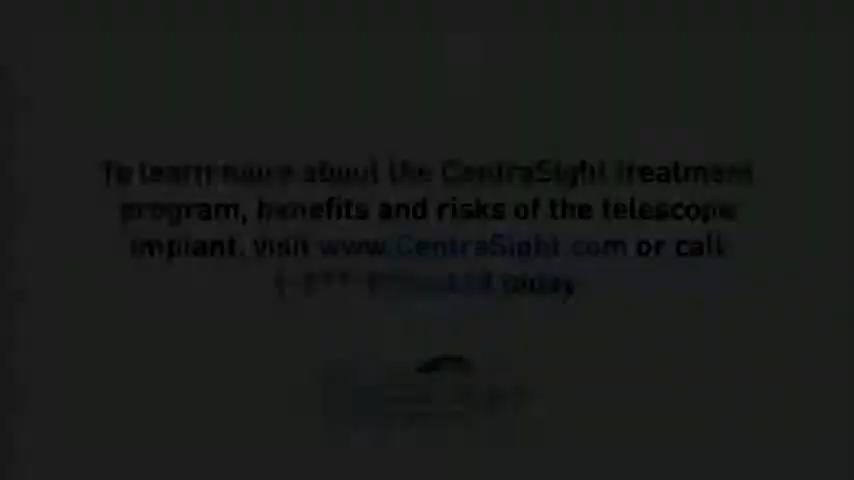 To learn more about the CentraSight treatment
program, benefits and risks of the telescope
implant, visit www.CentraSight.com or call
today